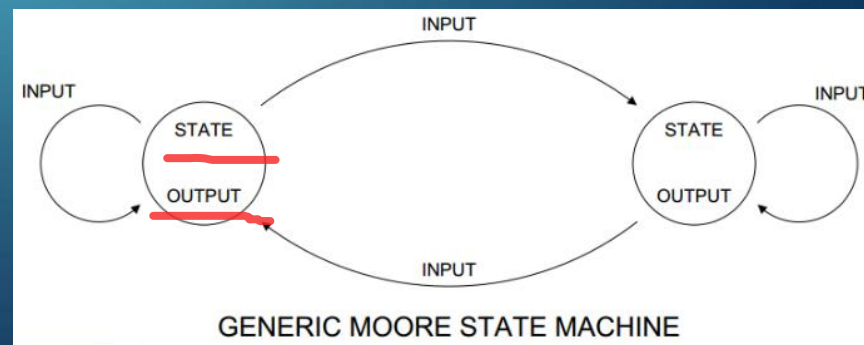 INPUT
INPUT
INPUT
STATE
STATE
OUTPUT
OUTPUT
INPUT
GENERIC MOORE STATE MACHINE